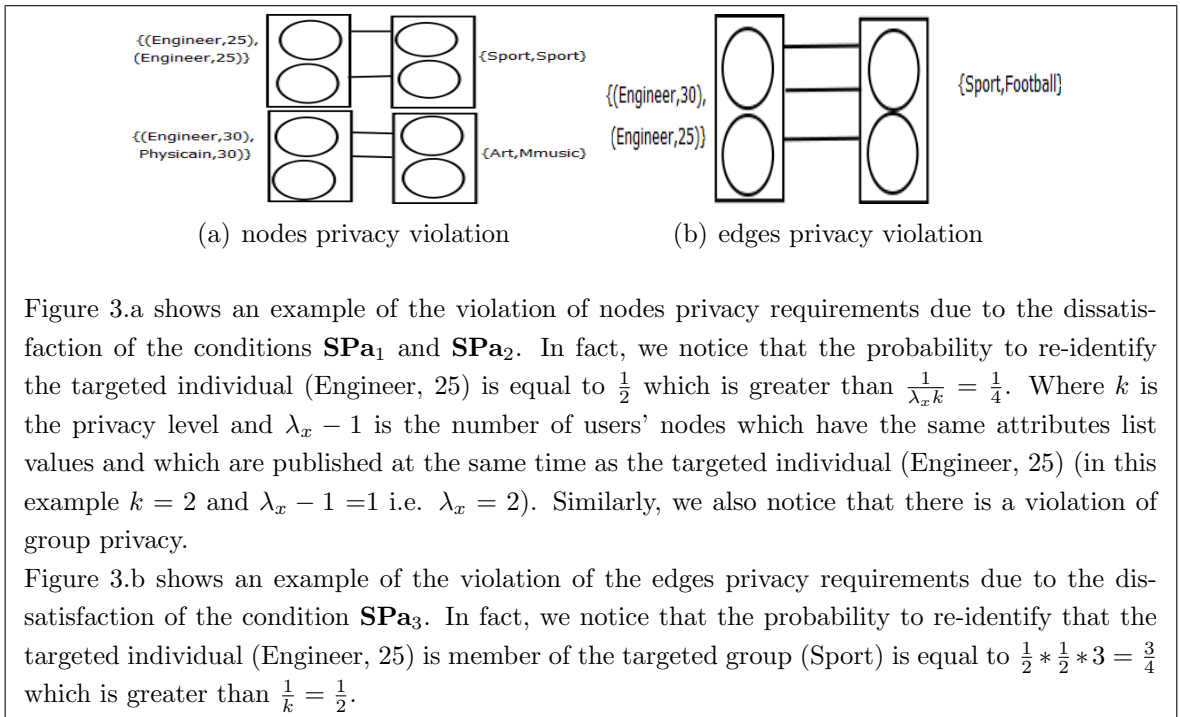 {(Engineer,25),
(Engineer,25)}
{Sport,Sport}
{(Engineer,30),
Physicain,30)}
{Art,Mmusic}
{(Engineer,30),
(Engineer,25)}
{Sport,Football}
(a) nodes privacy violation
(b) edges privacy violation
Figure 3.a shows an example of the violation of nodes privacy requirements due to the dissatis-
faction of the conditions SPa₁ and SPa₂. In fact, we notice that the probability to re-identify
the targeted individual (Engineer, 25) is equal to 1/2 which is greater than 1/(λₓk) = 1/4. Where k is
the privacy level and λₓ − 1 is the number of users' nodes which have the same attributes list
values and which are published at the same time as the targeted individual (Engineer, 25) (in this
example k = 2 and λₓ − 1 =1 i.e. λₓ = 2). Similarly, we also notice that there is a violation of
group privacy.
Figure 3.b shows an example of the violation of the edges privacy requirements due to the dis-
satisfaction of the condition SPa₃. In fact, we notice that the probability to re-identify that the
targeted individual (Engineer, 25) is member of the targeted group (Sport) is equal to 1/2 * 1/2 * 3 = 3/4
which is greater than 1/k = 1/2.